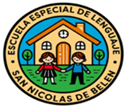 ESCUELA ESPECIAL DE LENGUAJE
SAN NICOLAS DE BELEN